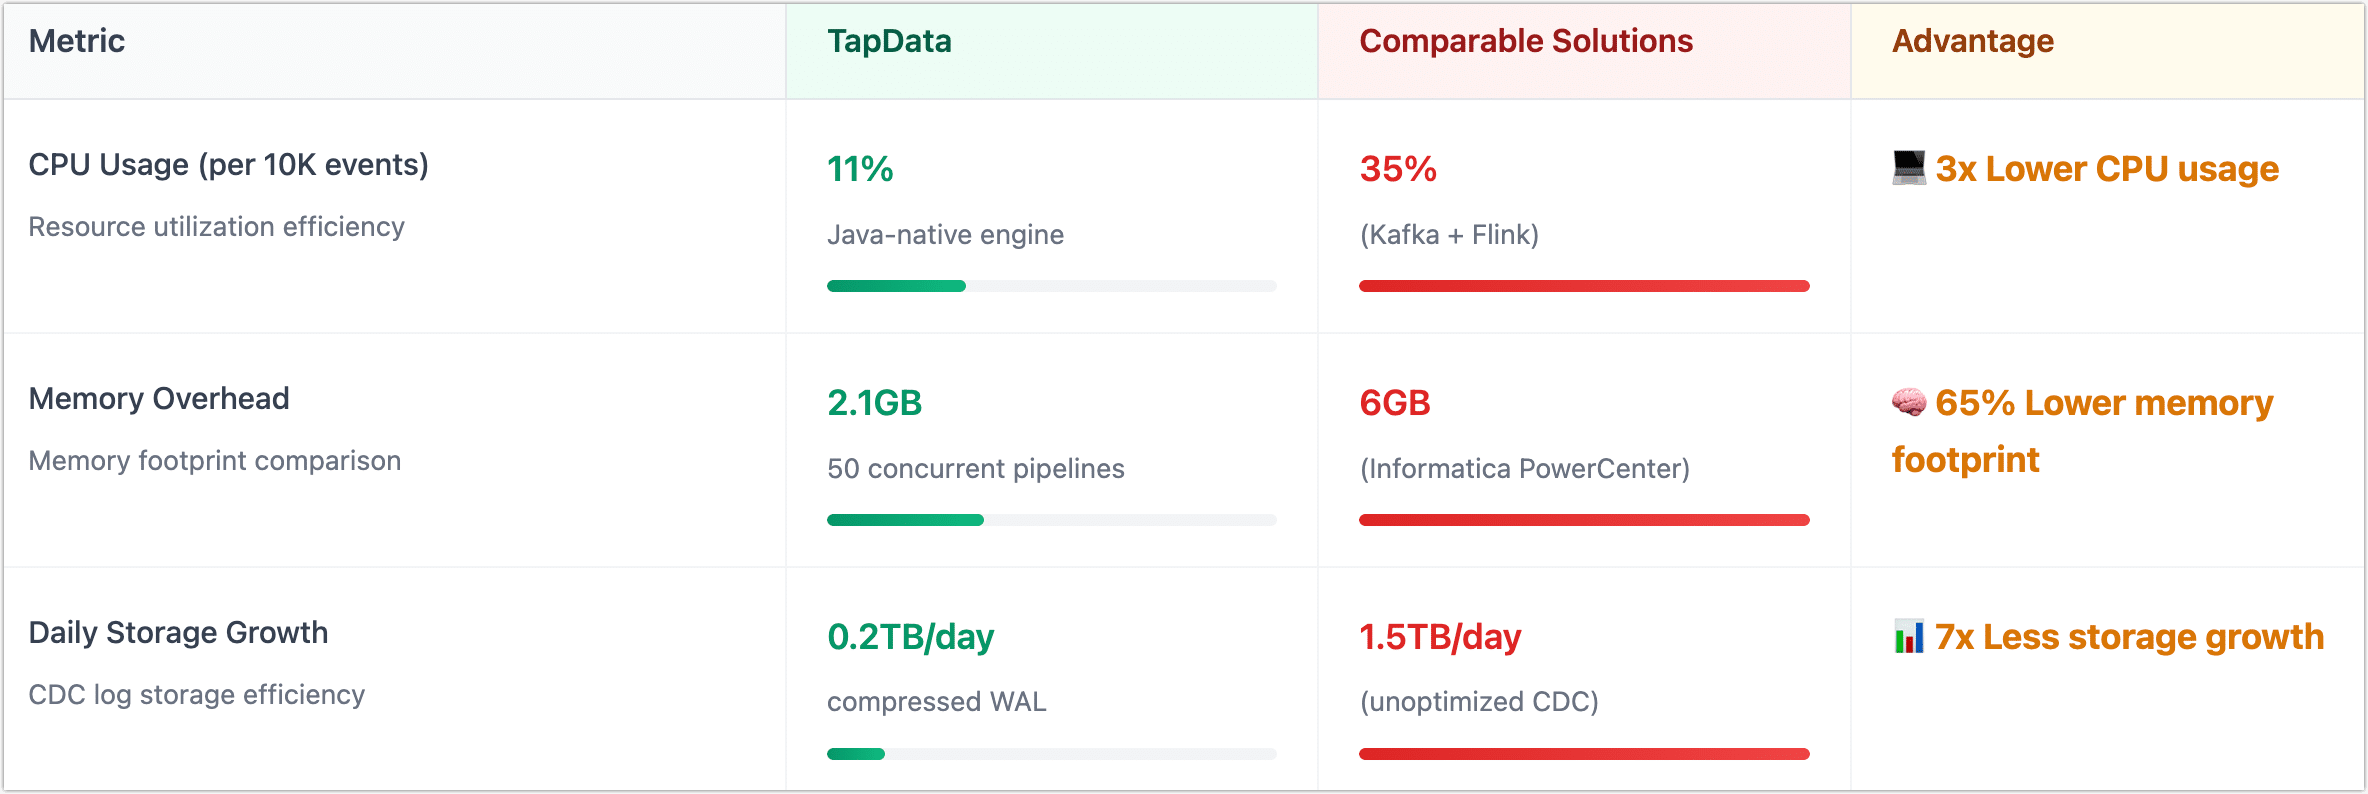 Metric
TapData
Comparable Solutions
Advantage
CPU Usage (per 10K events)
Resource utilization efficiency
11%
Java-native engine
35%
(Kafka + Flink)
3x Lower CPU usage
Memory Overhead
Memory footprint comparison
2.1GB
50 concurrent pipelines
6GB
(Informatica PowerCenter)
65% Lower memory
footprint
Daily Storage Growth
CDC log storage efficiency
0.2TB/day
compressed WAL
1.5TB/day
(unoptimized CDC)
7x Less storage growth